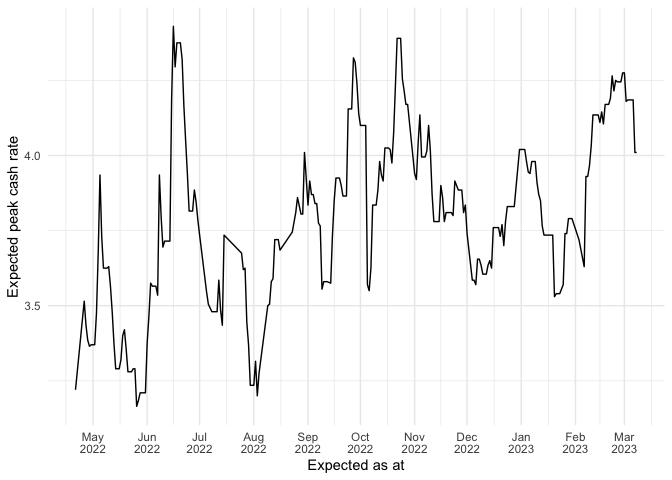 Expected peak cash rate
4.0
3.5
May Jun Jul Aug Sep Oct Nov Dec Jan Feb Mar
2022 2022 2022 2022 2022 2022 2022 2022 2023 2023 2023
Expected as at